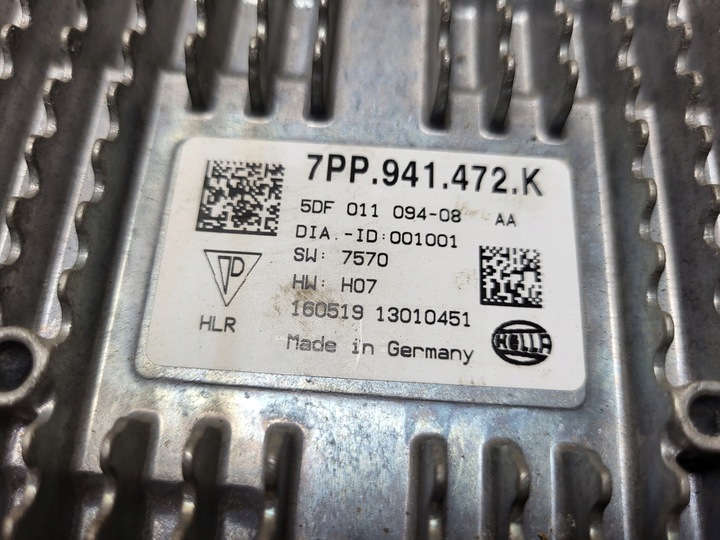 7PP.941.472.K
5DF 011 094-08 AA
DIA.-ID:001001
SW: 7570
HW: H07
160519 13010451
HLR
Made in Germany
HELLA